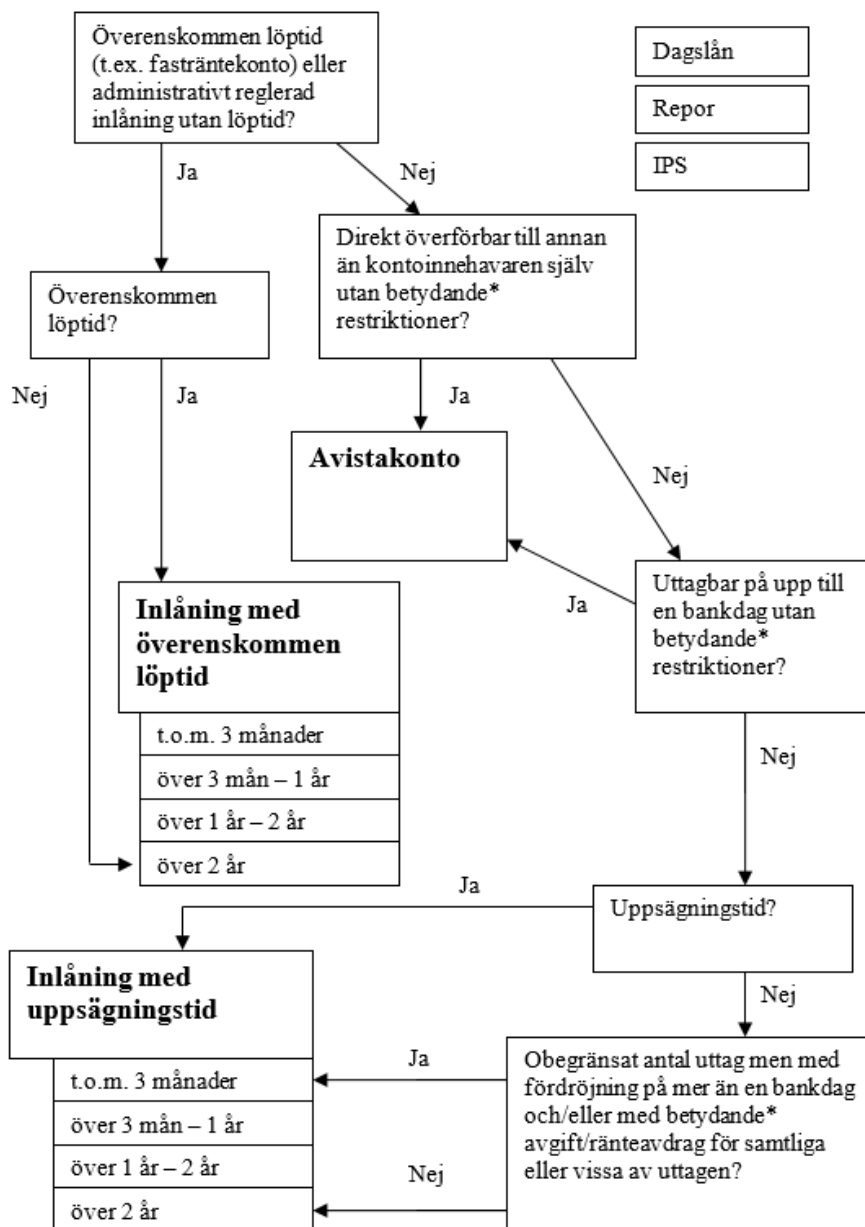 Överenskommen löptid
(t.ex. fasträntekonto) eller
administrativt reglerad
inlåning utan löptid?
Dagslån
Repor
IPS
Ja
Nej
Direkt överförbar till annan
än kontoinnehavaren själv
utan betydande*
restriktioner?
Överenskommen
löptid?
Nej
Ja
Ja
Avistakonto
Nej
Ja
Uttagbar på upp till
en bankdag utan
betydande*
restriktioner?
Inlåning med
överenskommen
löptid
t.o.m. 3 månader
över 3 mån – 1 år
över 1 år – 2 år
över 2 år
Nej
Ja
Uppsägningstid?
Inlåning med
uppsägningstid
t.o.m. 3 månader
över 3 mån – 1 år
över 1 år – 2 år
över 2 år
Nej
Ja
Nej
Obegränsat antal uttag men med
fördröjning på mer än en bankdag
och/eller med betydande*
avgift/ränteavdrag för samtliga
eller vissa av uttagen?